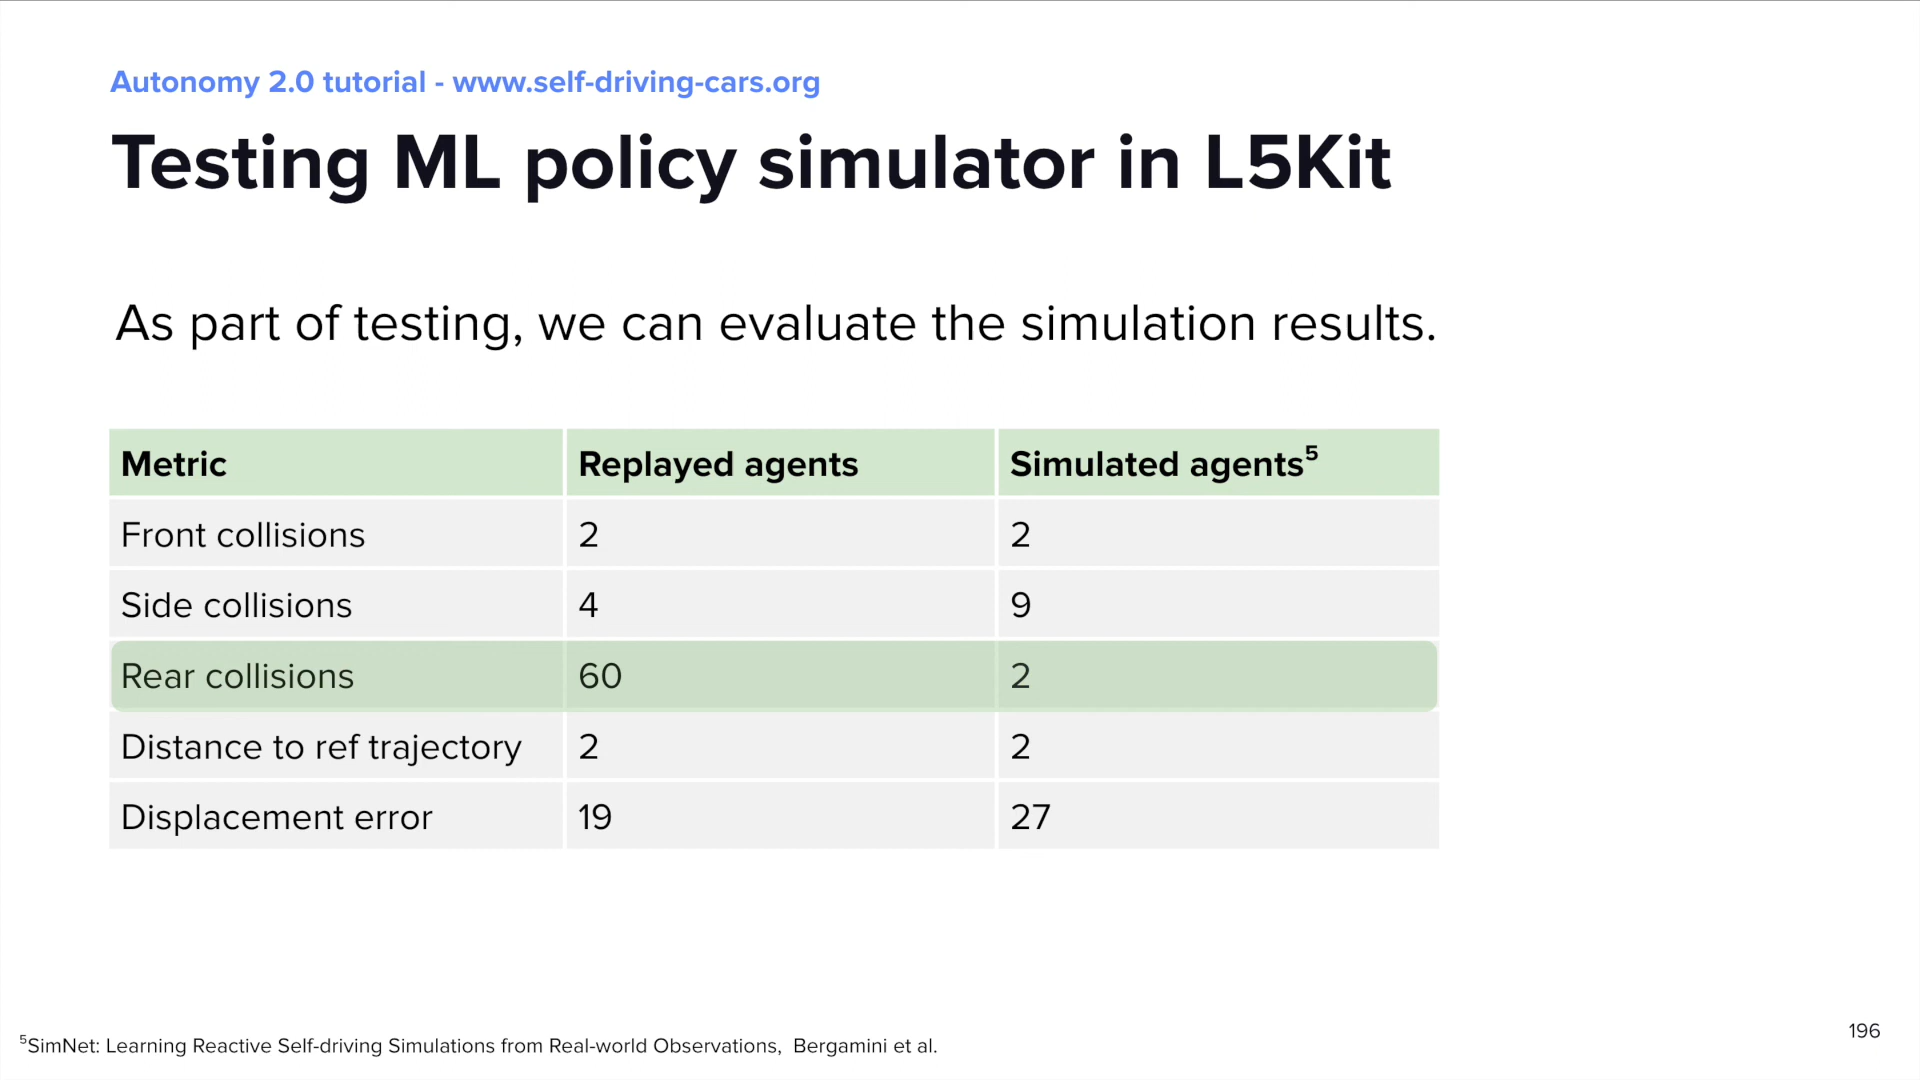 Autonomy 2.0 tutorial - www.self-driving-cars.org
Testing ML policy simulator in L5Kit
As part of testing, we can evaluate the simulation results.
Metric Replayed agents Simulated agents⁵
Front collisions 2 2
Side collisions 4 9
Rear collisions 60 2
Distance to ref trajectory 2 2
Displacement error 19 27
⁵SimNet: Learning Reactive Self-driving Simulations from Real-world Observations, Bergamini et al.
196